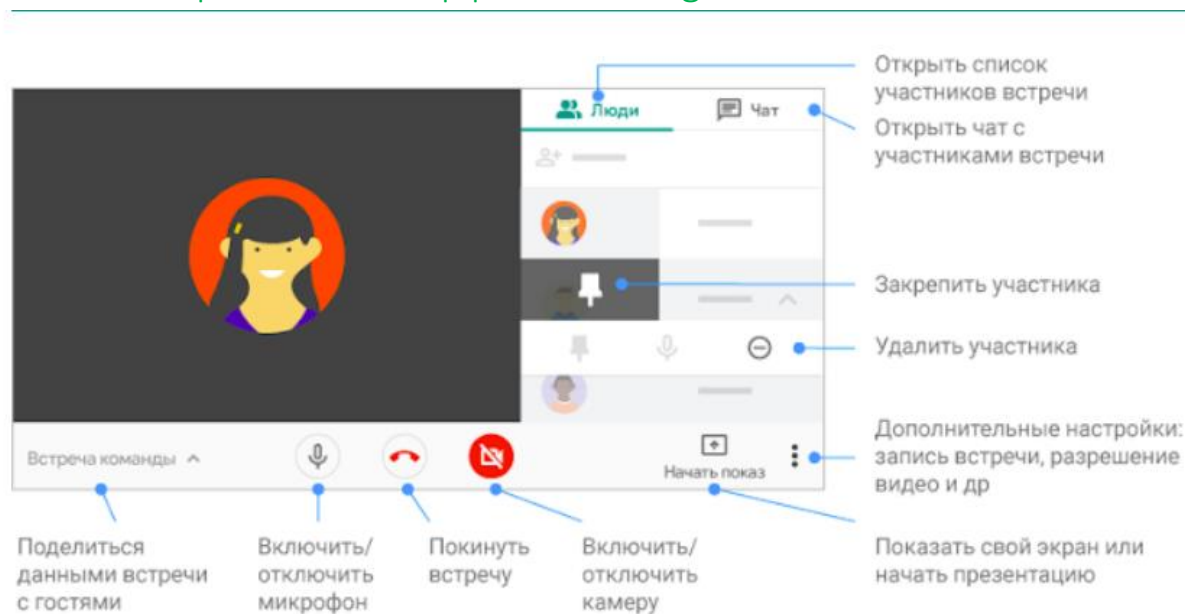 Открыть список
участников встречи
Люди
Чат
Открыть чат с
участниками встречи
Закрепить участника
Удалить участника
Дополнительные настройки:
запись встречи, разрешение
видео и др
Встреча команды
Начать показ
Поделиться
данными встречи
с гостями
Включить/
отключить
микрофон
Покинуть
встречу
Включить/
отключить
камеру
Показать свой экран или
начать презентацию